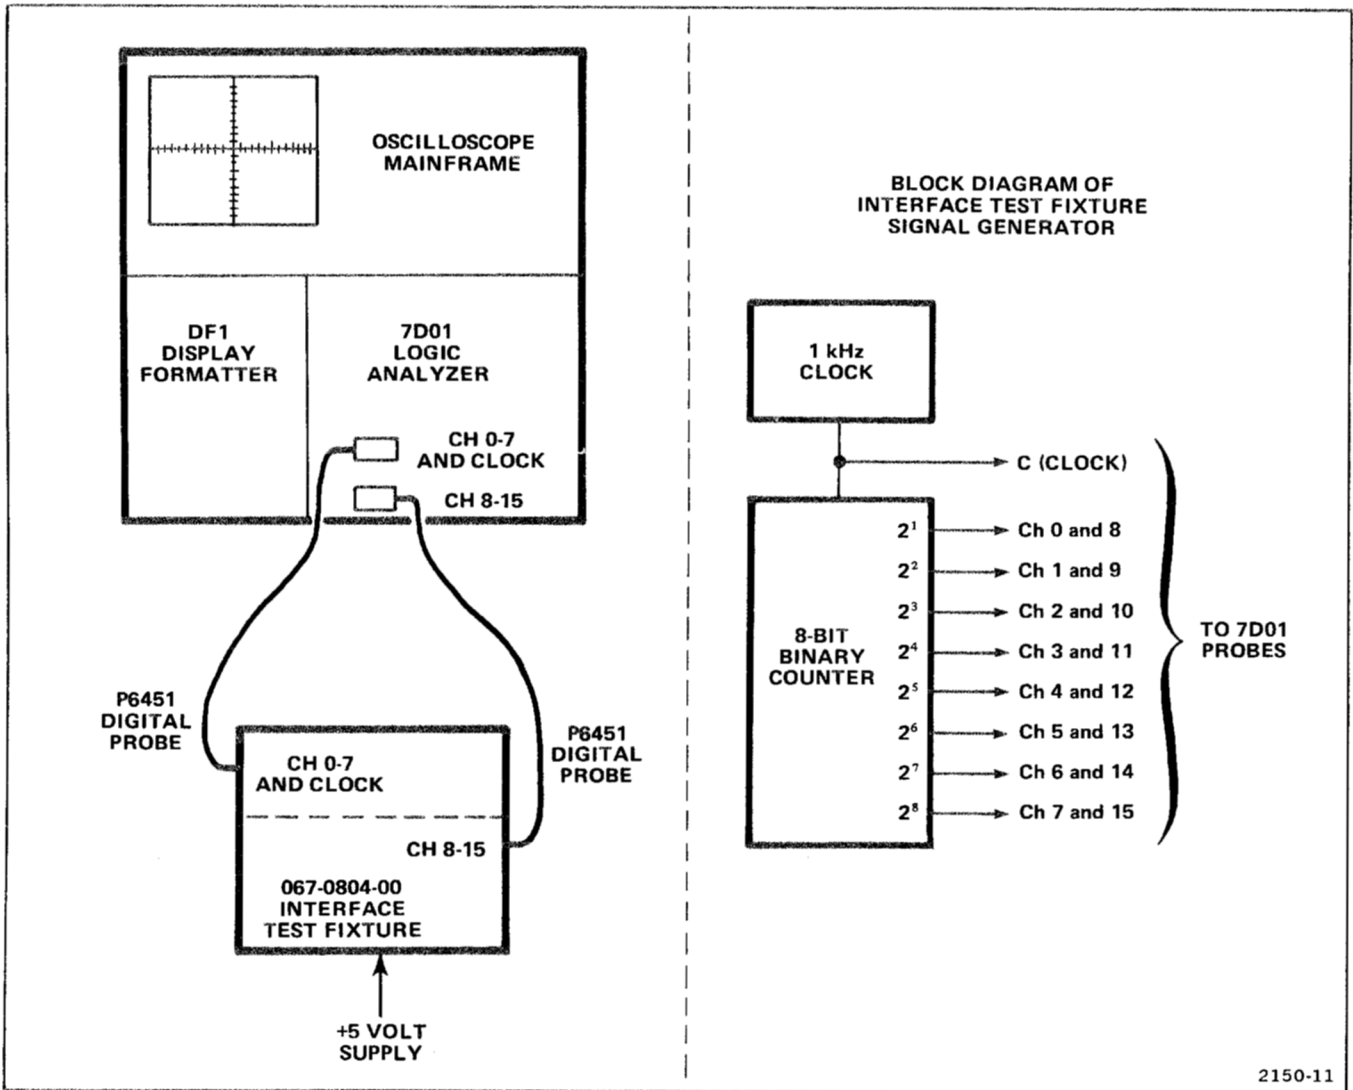 OSCILLOSCOPE
MAINFRAME
DF1
DISPLAY
FORMATTER
7D01
LOGIC
ANALYZER
CH 0-7
AND CLOCK
CH 8-15
P6451
DIGITAL
PROBE
P6451
DIGITAL
PROBE
CH 0-7
AND CLOCK
CH 8-15
067-0804-00
INTERFACE
TEST FIXTURE
+5 VOLT
SUPPLY
BLOCK DIAGRAM OF
INTERFACE TEST FIXTURE
SIGNAL GENERATOR
1 kHz
CLOCK
C (CLOCK)
8-BIT
BINARY
COUNTER
2¹ Ch 0 and 8
2² Ch 1 and 9
2³ Ch 2 and 10
2⁴ Ch 3 and 11
2⁵ Ch 4 and 12
2⁶ Ch 5 and 13
2⁷ Ch 6 and 14
2⁸ Ch 7 and 15
TO 7D01
PROBES
2150-11